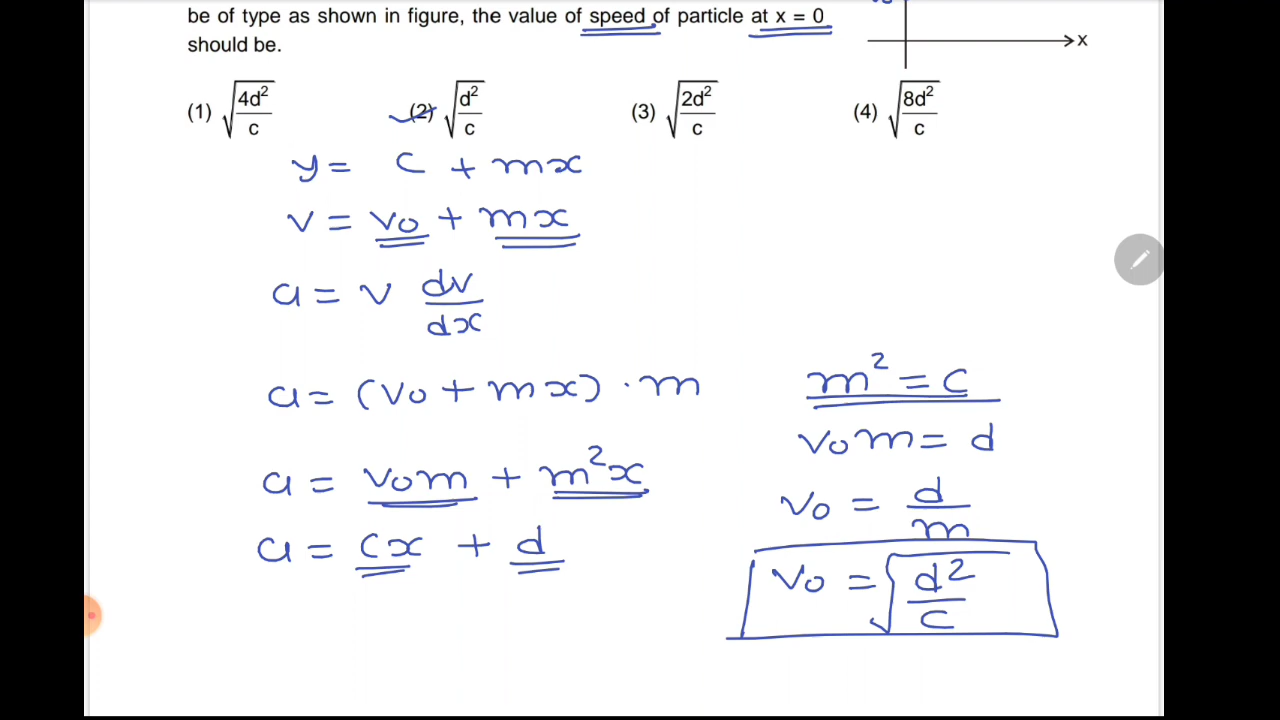 be of type as shown in figure, the value of speed of particle at x = 0
should be.
x
(1) √(4d²/c) (2) √(d²/c) (3) √(2d²/c) (4) √(8d²/c)
y = c + mx
v = v₀ + mx
a = v dv/dx
a = (v₀ + mx) · m
a = v₀m + m²x
a = cx + d
m² = c
v₀m = d
v₀ = d/m
v₀ = √(d²/c)